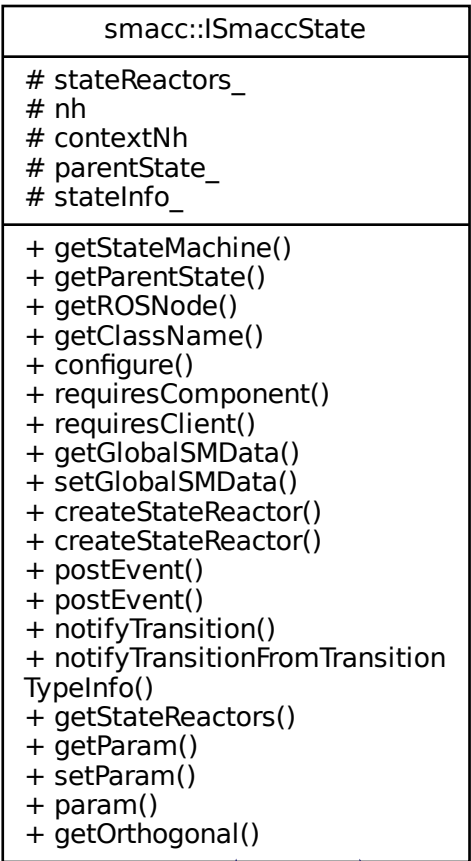 smacc::ISmaccState
# stateReactors_
# nh
# contextNh
# parentState_
# stateInfo_
+ getStateMachine()
+ getParentState()
+ getROSNode()
+ getClassName()
+ configure()
+ requiresComponent()
+ requiresClient()
+ getGlobalSMData()
+ setGlobalSMData()
+ createStateReactor()
+ createStateReactor()
+ postEvent()
+ postEvent()
+ notifyTransition()
+ notifyTransitionFromTransition
TypeInfo()
+ getStateReactors()
+ getParam()
+ setParam()
+ param()
+ getOrthogonal()